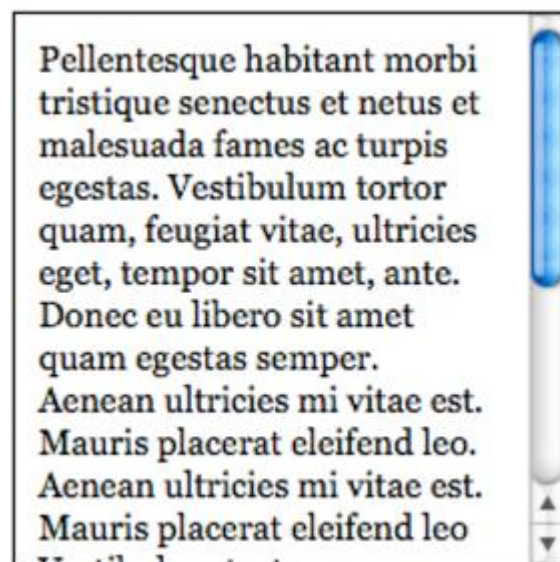 Pellentesque habitant morbi
tristique senectus et netus et
malesuada fames ac turpis
egestas. Vestibulum tortor
quam, feugiat vitae, ultricies
eget, tempor sit amet, ante.
Donec eu libero sit amet
quam egestas semper.
Aenean ultricies mi vitae est.
Mauris placerat eleifend leo.
Aenean ultricies mi vitae est.
Mauris placerat eleifend leo